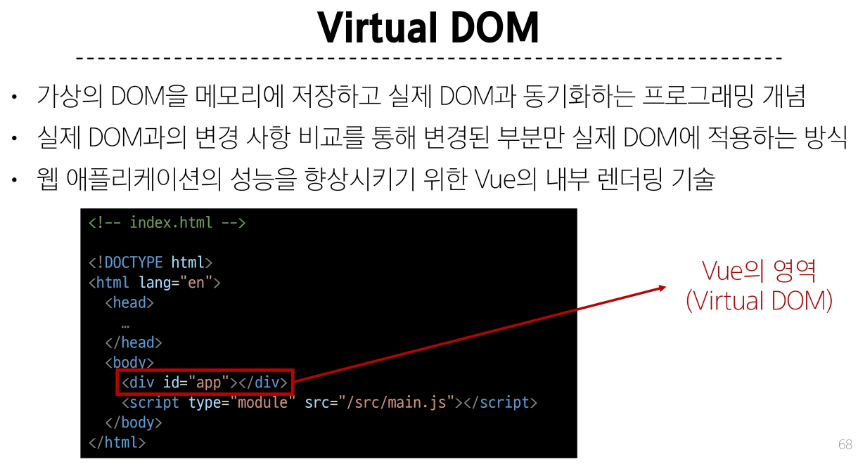 Virtual DOM
• 가상의 DOM을 메모리에 저장하고 실제 DOM과 동기화하는 프로그래밍 개념
• 실제 DOM과의 변경 사항 비교를 통해 변경된 부분만 실제 DOM에 적용하는 방식
• 웹 애플리케이션의 성능을 향상시키기 위한 Vue의 내부 렌더링 기술
<!-- index.html -->
<!DOCTYPE html>
<html lang="en">
<head>
…
</head>
<body>
<div id="app"></div>
<script type="module" src="/src/main.js"></script>
</body>
</html>
Vue의 영역
(Virtual DOM)
68